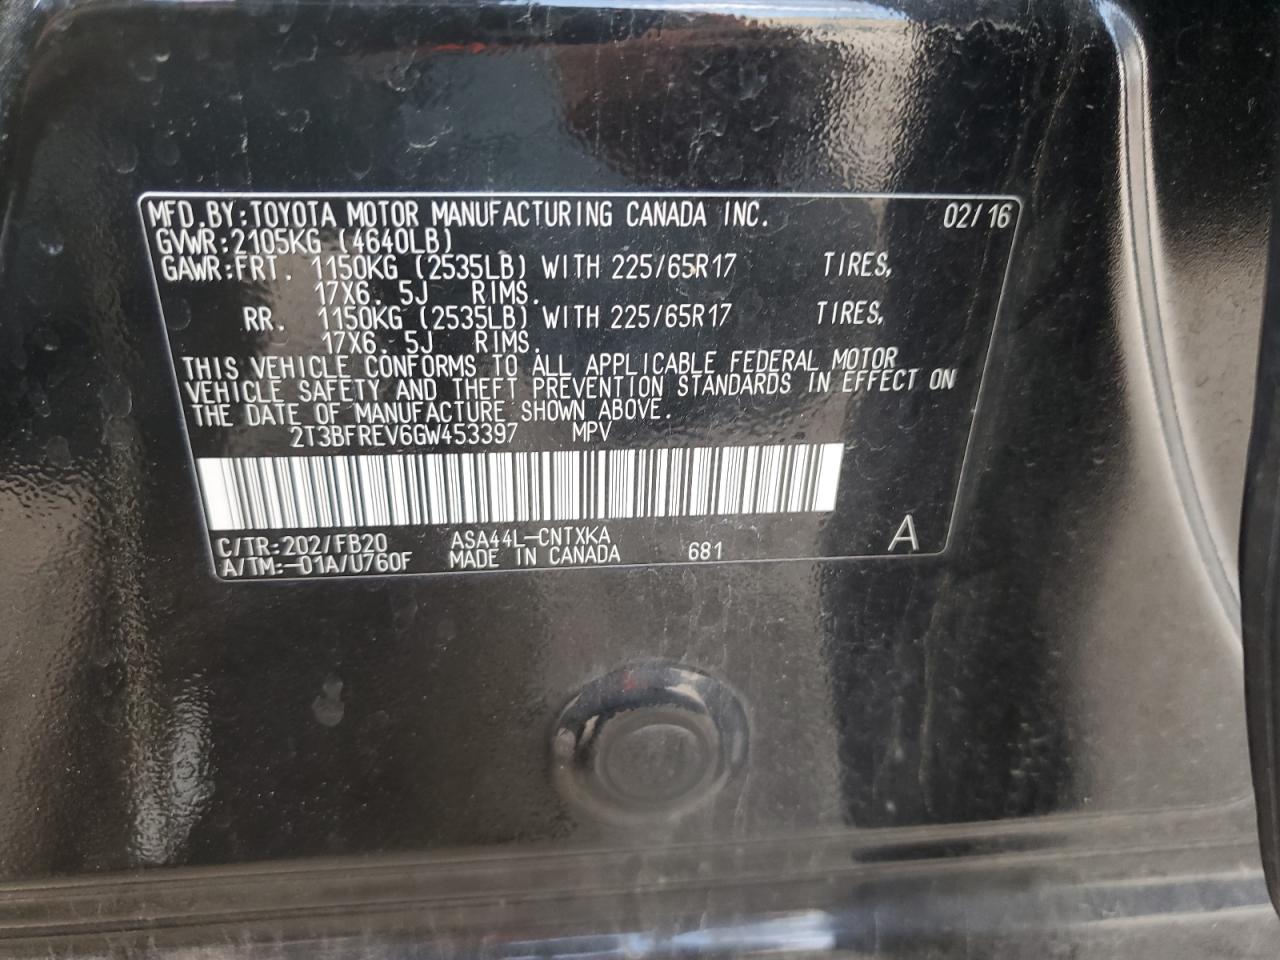 MFD.BY:TOYOTA MOTOR MANUFACTURING CANADA INC. 02/16
GVWR:2105KG (4640LB)
GAWR:FRT. 1150KG (2535LB) WITH 225/65R17 TIRES,
17X6.5J RIMS.
RR. 1150KG (2535LB) WITH 225/65R17 TIRES,
17X6.5J RIMS.
THIS VEHICLE CONFORMS TO ALL APPLICABLE FEDERAL MOTOR
VEHICLE SAFETY AND THEFT PREVENTION STANDARDS IN EFFECT ON
THE DATE OF MANUFACTURE SHOWN ABOVE.
2T3BFREV6GW453397 MPV
C/TR:202/FB20 ASA44L-CNTXKA A
A/TM:-01A/U760F MADE IN CANADA 681